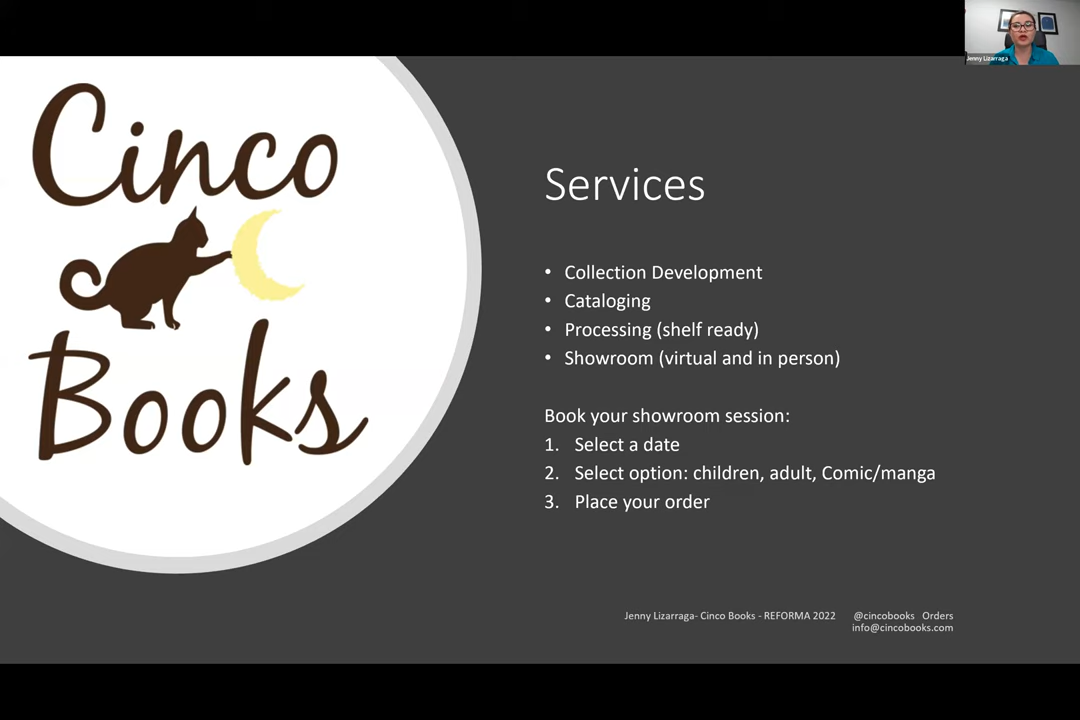 Cinco
Books
Jenny Lizarraga
Services
• Collection Development
• Cataloging
• Processing (shelf ready)
• Showroom (virtual and in person)
Book your showroom session:
1. Select a date
2. Select option: children, adult, Comic/manga
3. Place your order
Jenny Lizarraga- Cinco Books - REFORMA 2022 @cincobooks Orders
info@cincobooks.com